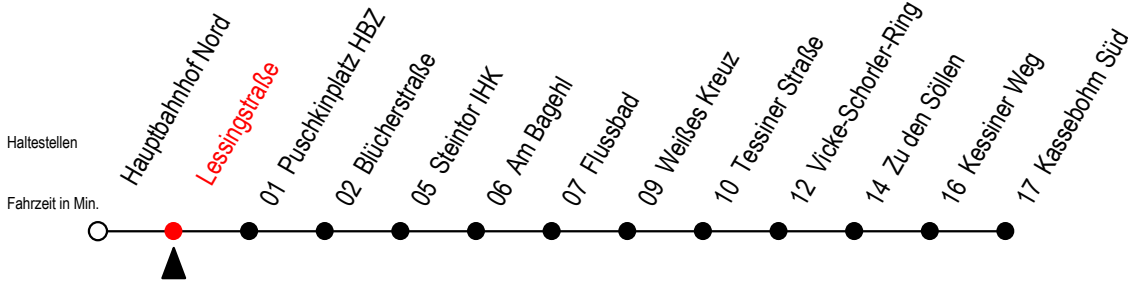 Haltestellen
Fahrzeit in Min.
Hauptbahnhof Nord
Lessingstraße
01 Puschkinplatz HBZ
02 Blücherstraße
05 Steintor IHK
06 Am Bagehl
07 Flussbad
09 Weißes Kreuz
10 Tessiner Straße
12 Vicke-Schorler-Ring
14 Zu den Söllen
16 Kessiner Weg
17 Kassebohm Süd